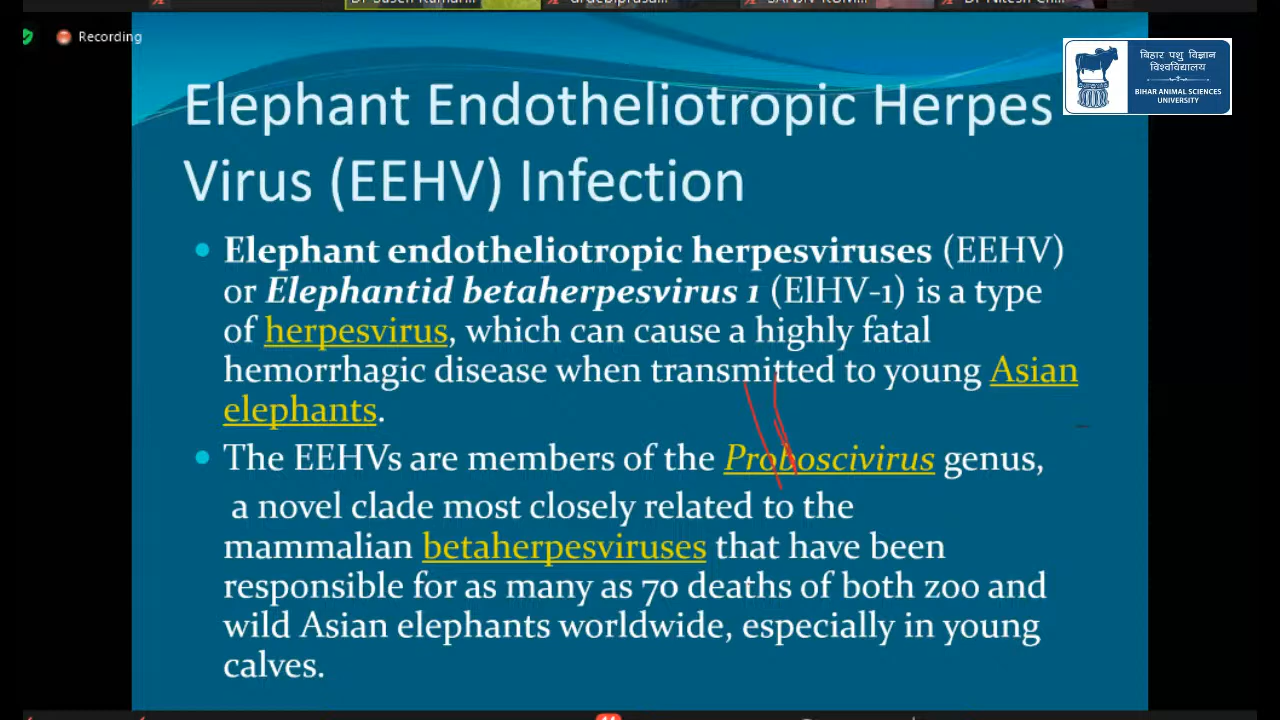 Recording
बिहार पशु विज्ञान
विश्वविद्यालय
BIHAR ANIMAL SCIENCES
UNIVERSITY
Elephant Endotheliotropic Herpes
Virus (EEHV) Infection
Elephant endotheliotropic herpesviruses (EEHV)
or Elephantid betaherpesvirus 1 (ElHV-1) is a type
of herpesvirus, which can cause a highly fatal
hemorrhagic disease when transmitted to young Asian
elephants.
The EEHVs are members of the Proboscivirus genus,
a novel clade most closely related to the
mammalian betaherpesviruses that have been
responsible for as many as 70 deaths of both zoo and
wild Asian elephants worldwide, especially in young
calves.